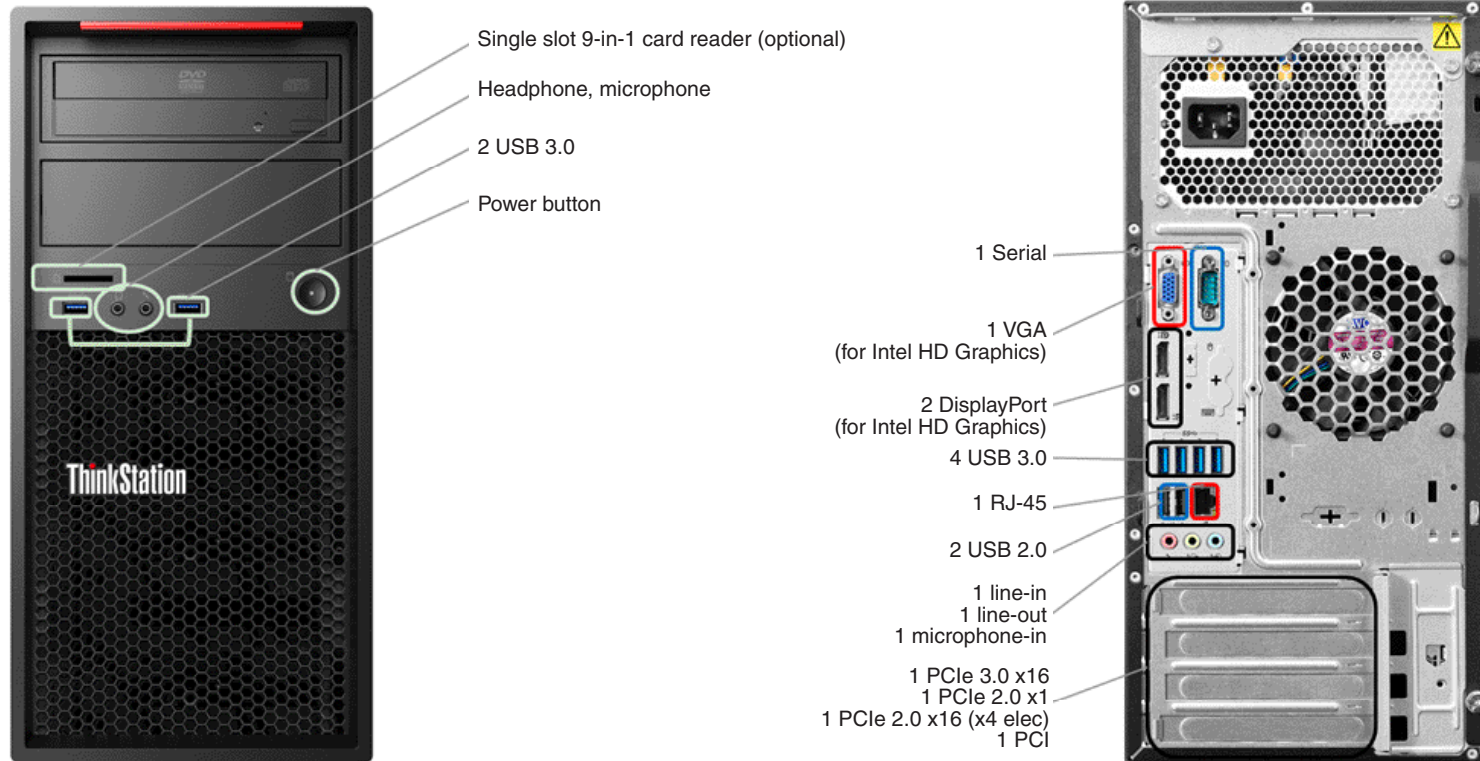 Single slot 9-in-1 card reader (optional)
Headphone, microphone
2 USB 3.0
Power button
DVD
ThinkStation
1 Serial
1 VGA
(for Intel HD Graphics)
2 DisplayPort
(for Intel HD Graphics)
4 USB 3.0
1 RJ-45
2 USB 2.0
1 line-in
1 line-out
1 microphone-in
1 PCIe 3.0 x16
1 PCIe 2.0 x1
1 PCIe 2.0 x16 (x4 elec)
1 PCI